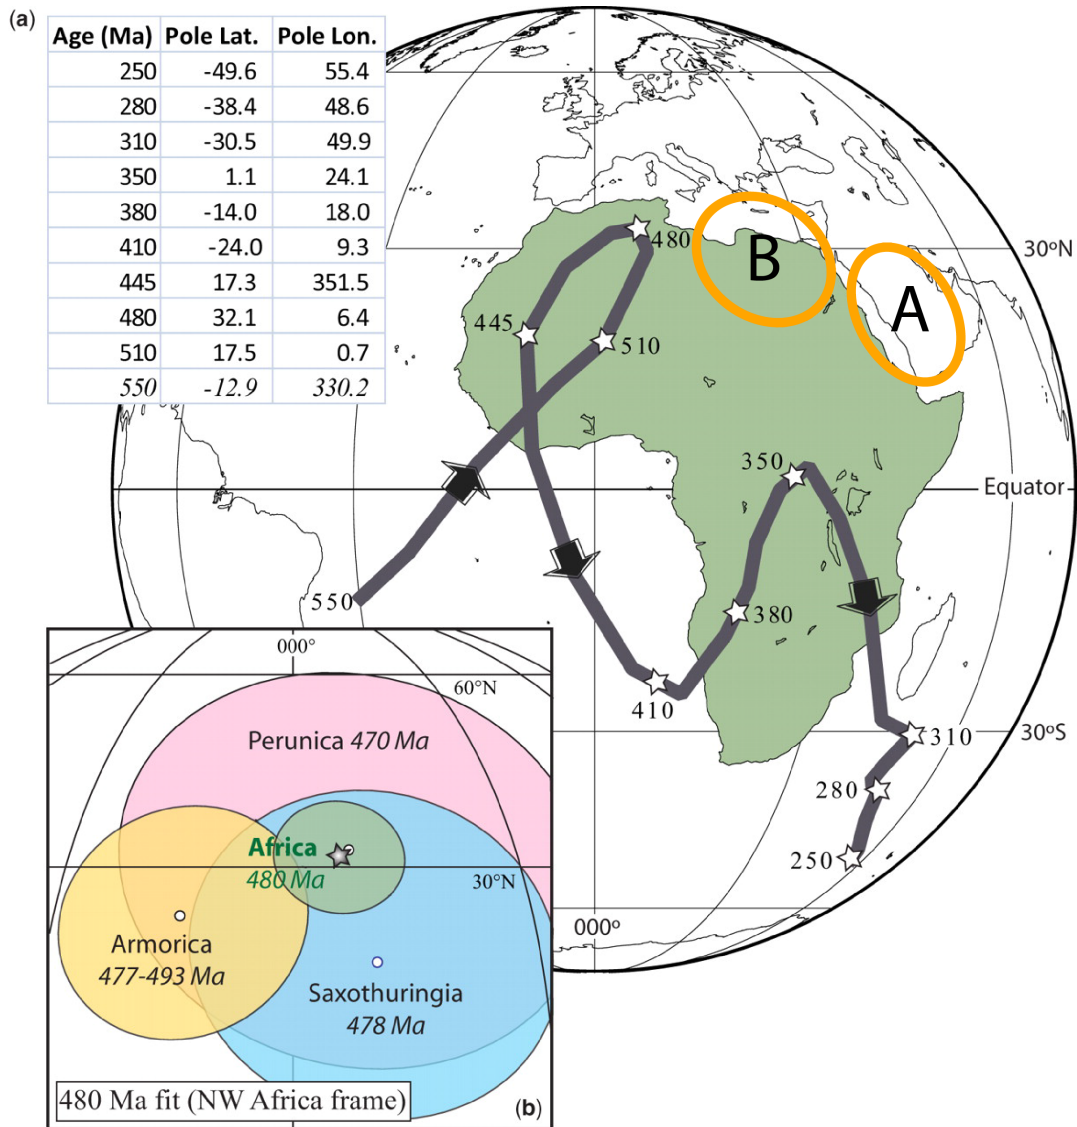 (a)
Age (Ma) Pole Lat. Pole Lon.
250 -49.6 55.4
280 -38.4 48.6
310 -30.5 49.9
350 1.1 24.1
380 -14.0 18.0
410 -24.0 9.3
445 17.3 351.5
480 32.1 6.4
510 17.5 0.7
550 -12.9 330.2
480
B
30ºN
A
445
510
350
Equator
550
380
410
310
30ºS
280
250
000º
000°
60°N
Perunica 470 Ma
Africa
480 Ma
30°N
Armorica
477-493 Ma
Saxothuringia
478 Ma
480 Ma fit (NW Africa frame)
(b)